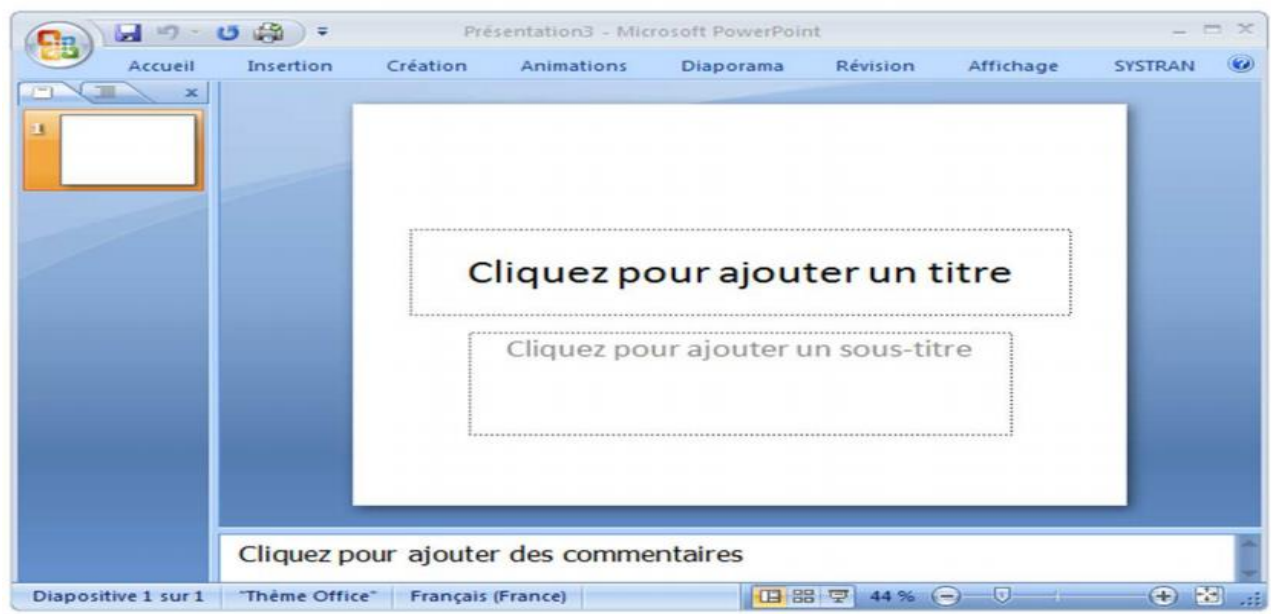 Présentation3 - Microsoft PowerPoint
Accueil Insertion Création Animations Diaporama Révision Affichage SYSTRAN
1
Cliquez pour ajouter un titre
Cliquez pour ajouter un sous-titre
Cliquez pour ajouter des commentaires
Diapositive 1 sur 1 "Thème Office" Français (France) 44 %